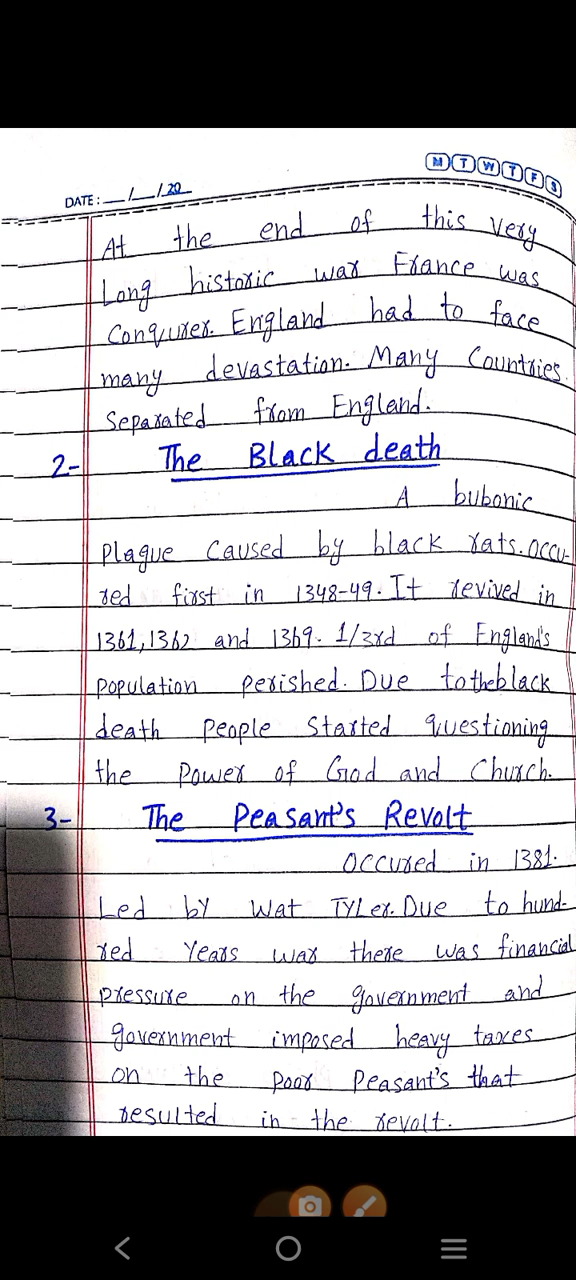 M T W T F S
DATE: __/__/20__
At the end of this very
Long historic war France was
Conqurer. England had to face
many devastation. Many Countries
Separated from England.
2- The Black death
A bubonic
Plague caused by black rats. Occu-
red first in 1348-49. It revived in
1361, 1362 and 1369. 1/3rd of England's
population perished. Due to the black
death People started questioning
the Power of God and Church.
3- The Peasant's Revolt
Occured in 1381.
Led by Wat Tyler. Due to hund-
red Years war there was financial
pressure on the government and
government imposed heavy taxes
on the poor Peasant's that
resulted in the revolt.